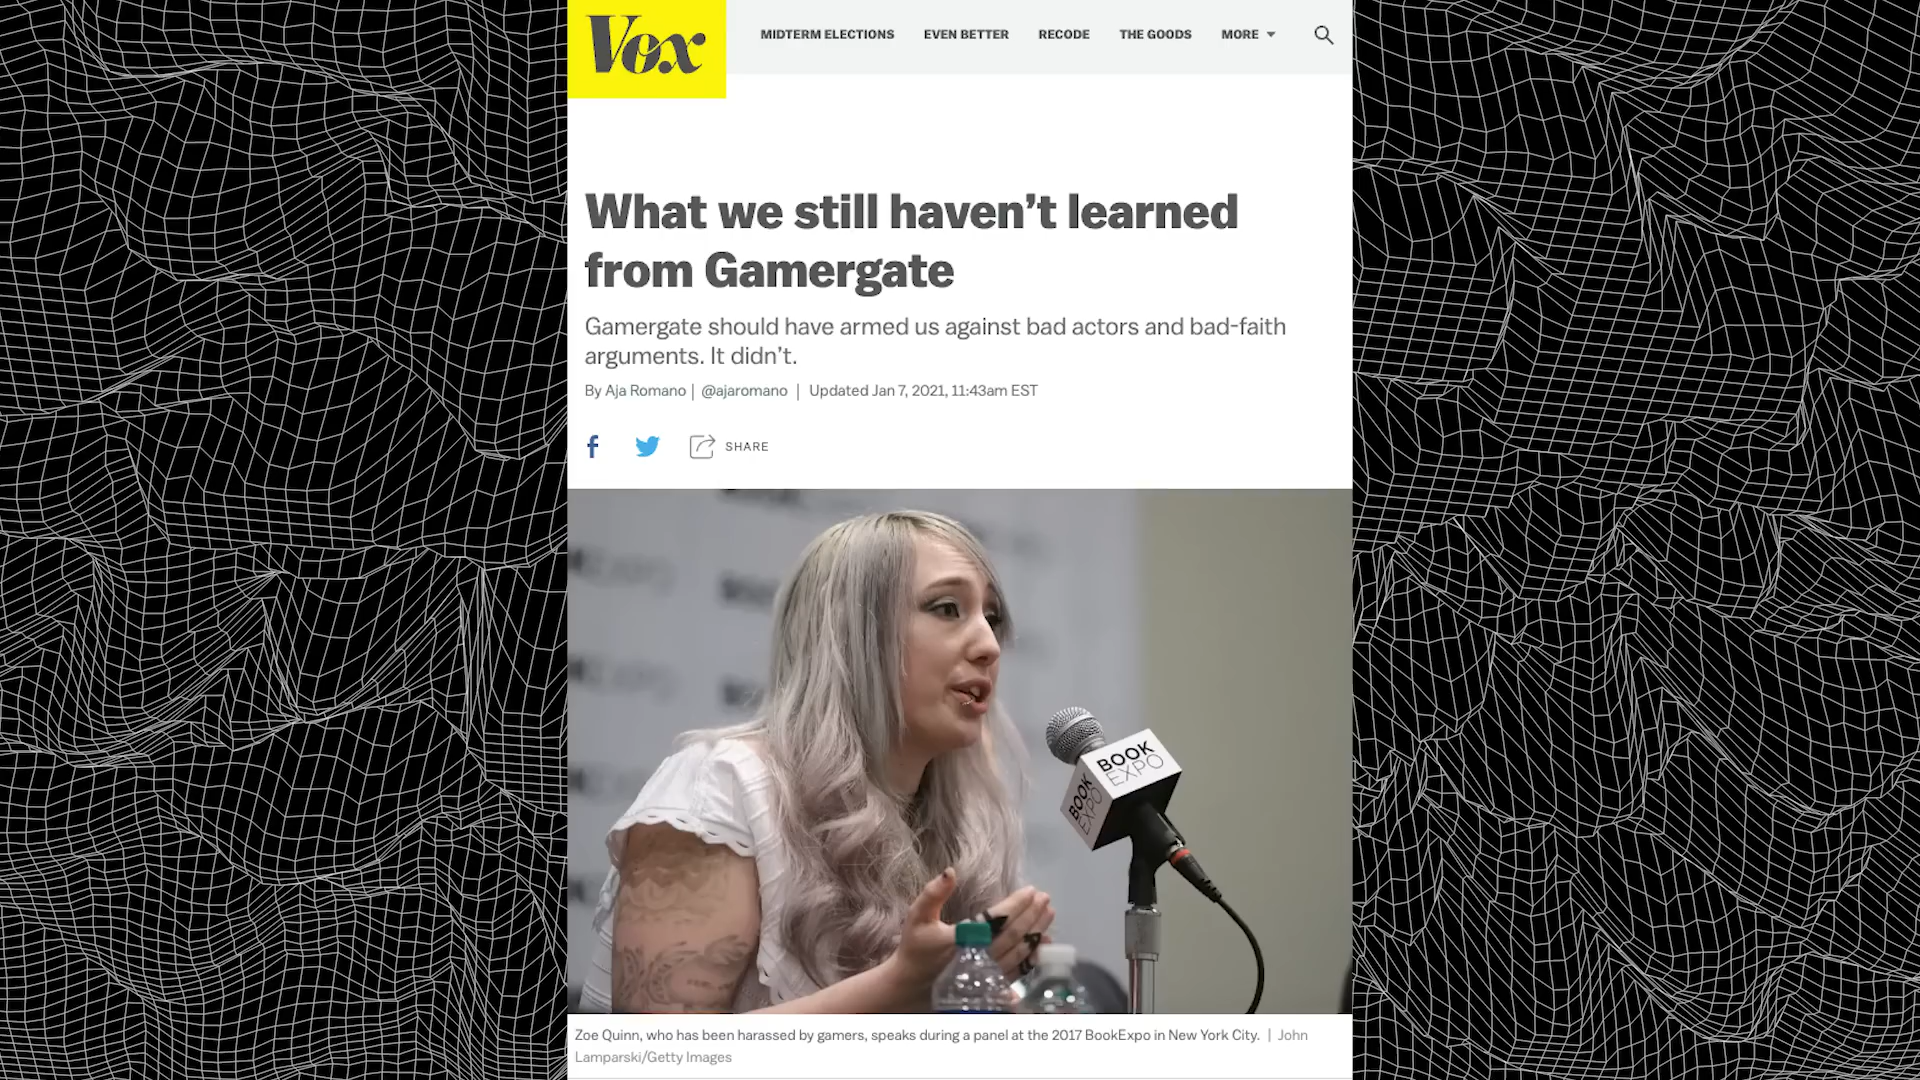 Vox
MIDTERM ELECTIONS EVEN BETTER RECODE THE GOODS MORE
What we still haven’t learned
from Gamergate
Gamergate should have armed us against bad actors and bad-faith
arguments. It didn’t.
By Aja Romano | @ajaromano | Updated Jan 7, 2021, 11:43am EST
SHARE
BOOK
EXPO
BOOK
EXPO
Zoe Quinn, who has been harassed by gamers, speaks during a panel at the 2017 BookExpo in New York City. | John
Lamparski/Getty Images